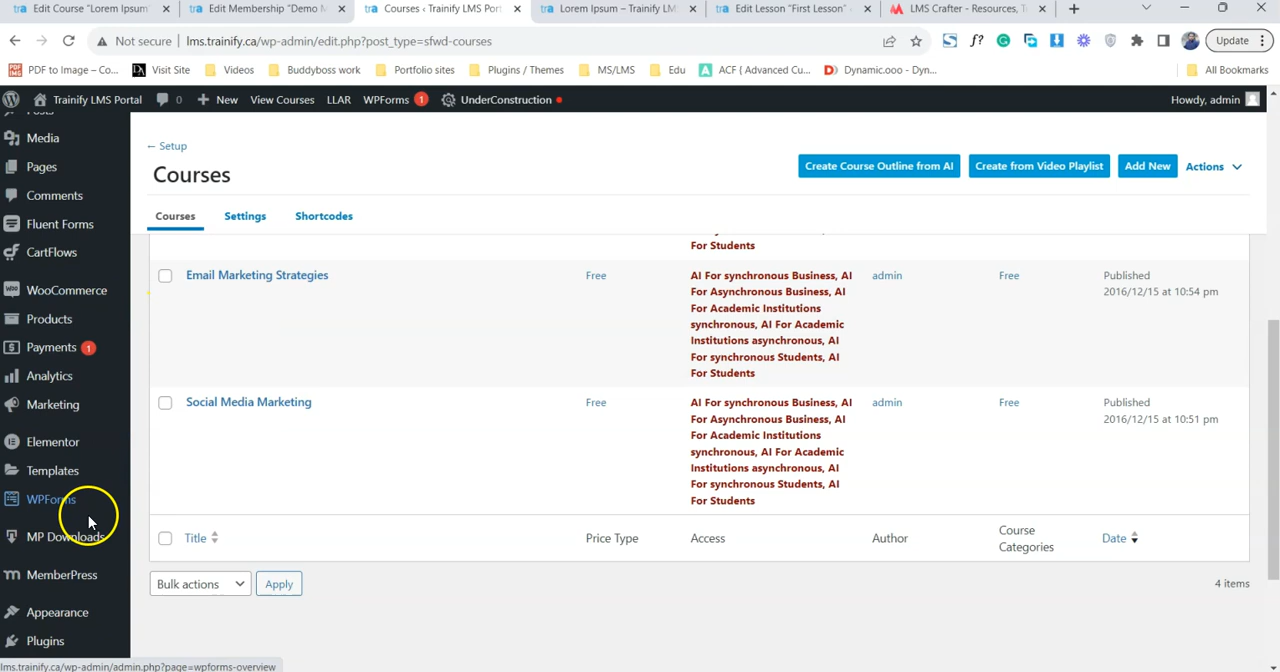 Edit Course “Lorem Ipsum”
Edit Membership “Demo M
Courses ‹ Trainify LMS Port
Lorem Ipsum – Trainify LM
Edit Lesson “First Lesson”
LMS Crafter - Resources, T
Not secure
lms.trainify.ca/wp-admin/edit.php?post_type=sfwd-courses
Update
PDF to Image – Co...
Visit Site
Videos
Buddyboss work
Portfolio sites
Plugins / Themes
MS/LMS
Edu
ACF ( Advanced Cu...
Dynamic.ooo - Dyn...
All Bookmarks
Trainify LMS Portal
0
New
View Courses
LLAR
WPForms 1
UnderConstruction
Howdy, admin
Posts
Media
Pages
Comments
Fluent Forms
CartFlows
WooCommerce
Products
Payments 1
Analytics
Marketing
Elementor
Templates
WPForms
MP Downloads
MemberPress
Appearance
Plugins
lms.trainify.ca/wp-admin/admin.php?page=wpforms-overview
← Setup
Courses
Create Course Outline from AI
Create from Video Playlist
Add New
Actions
Courses
Settings
Shortcodes
For Students
Email Marketing Strategies
Free
AI For synchronous Business, AI
For Asynchronous Business, AI
For Academic Institutions
synchronous, AI For Academic
Institutions asynchronous, AI
For synchronous Students, AI
For Students
admin
Free
Published
2016/12/15 at 10:54 pm
Social Media Marketing
Free
AI For synchronous Business, AI
For Asynchronous Business, AI
For Academic Institutions
synchronous, AI For Academic
Institutions asynchronous, AI
For synchronous Students, AI
For Students
admin
Free
Published
2016/12/15 at 10:51 pm
Title
Price Type
Access
Author
Course
Categories
Date
Bulk actions
Apply
4 items